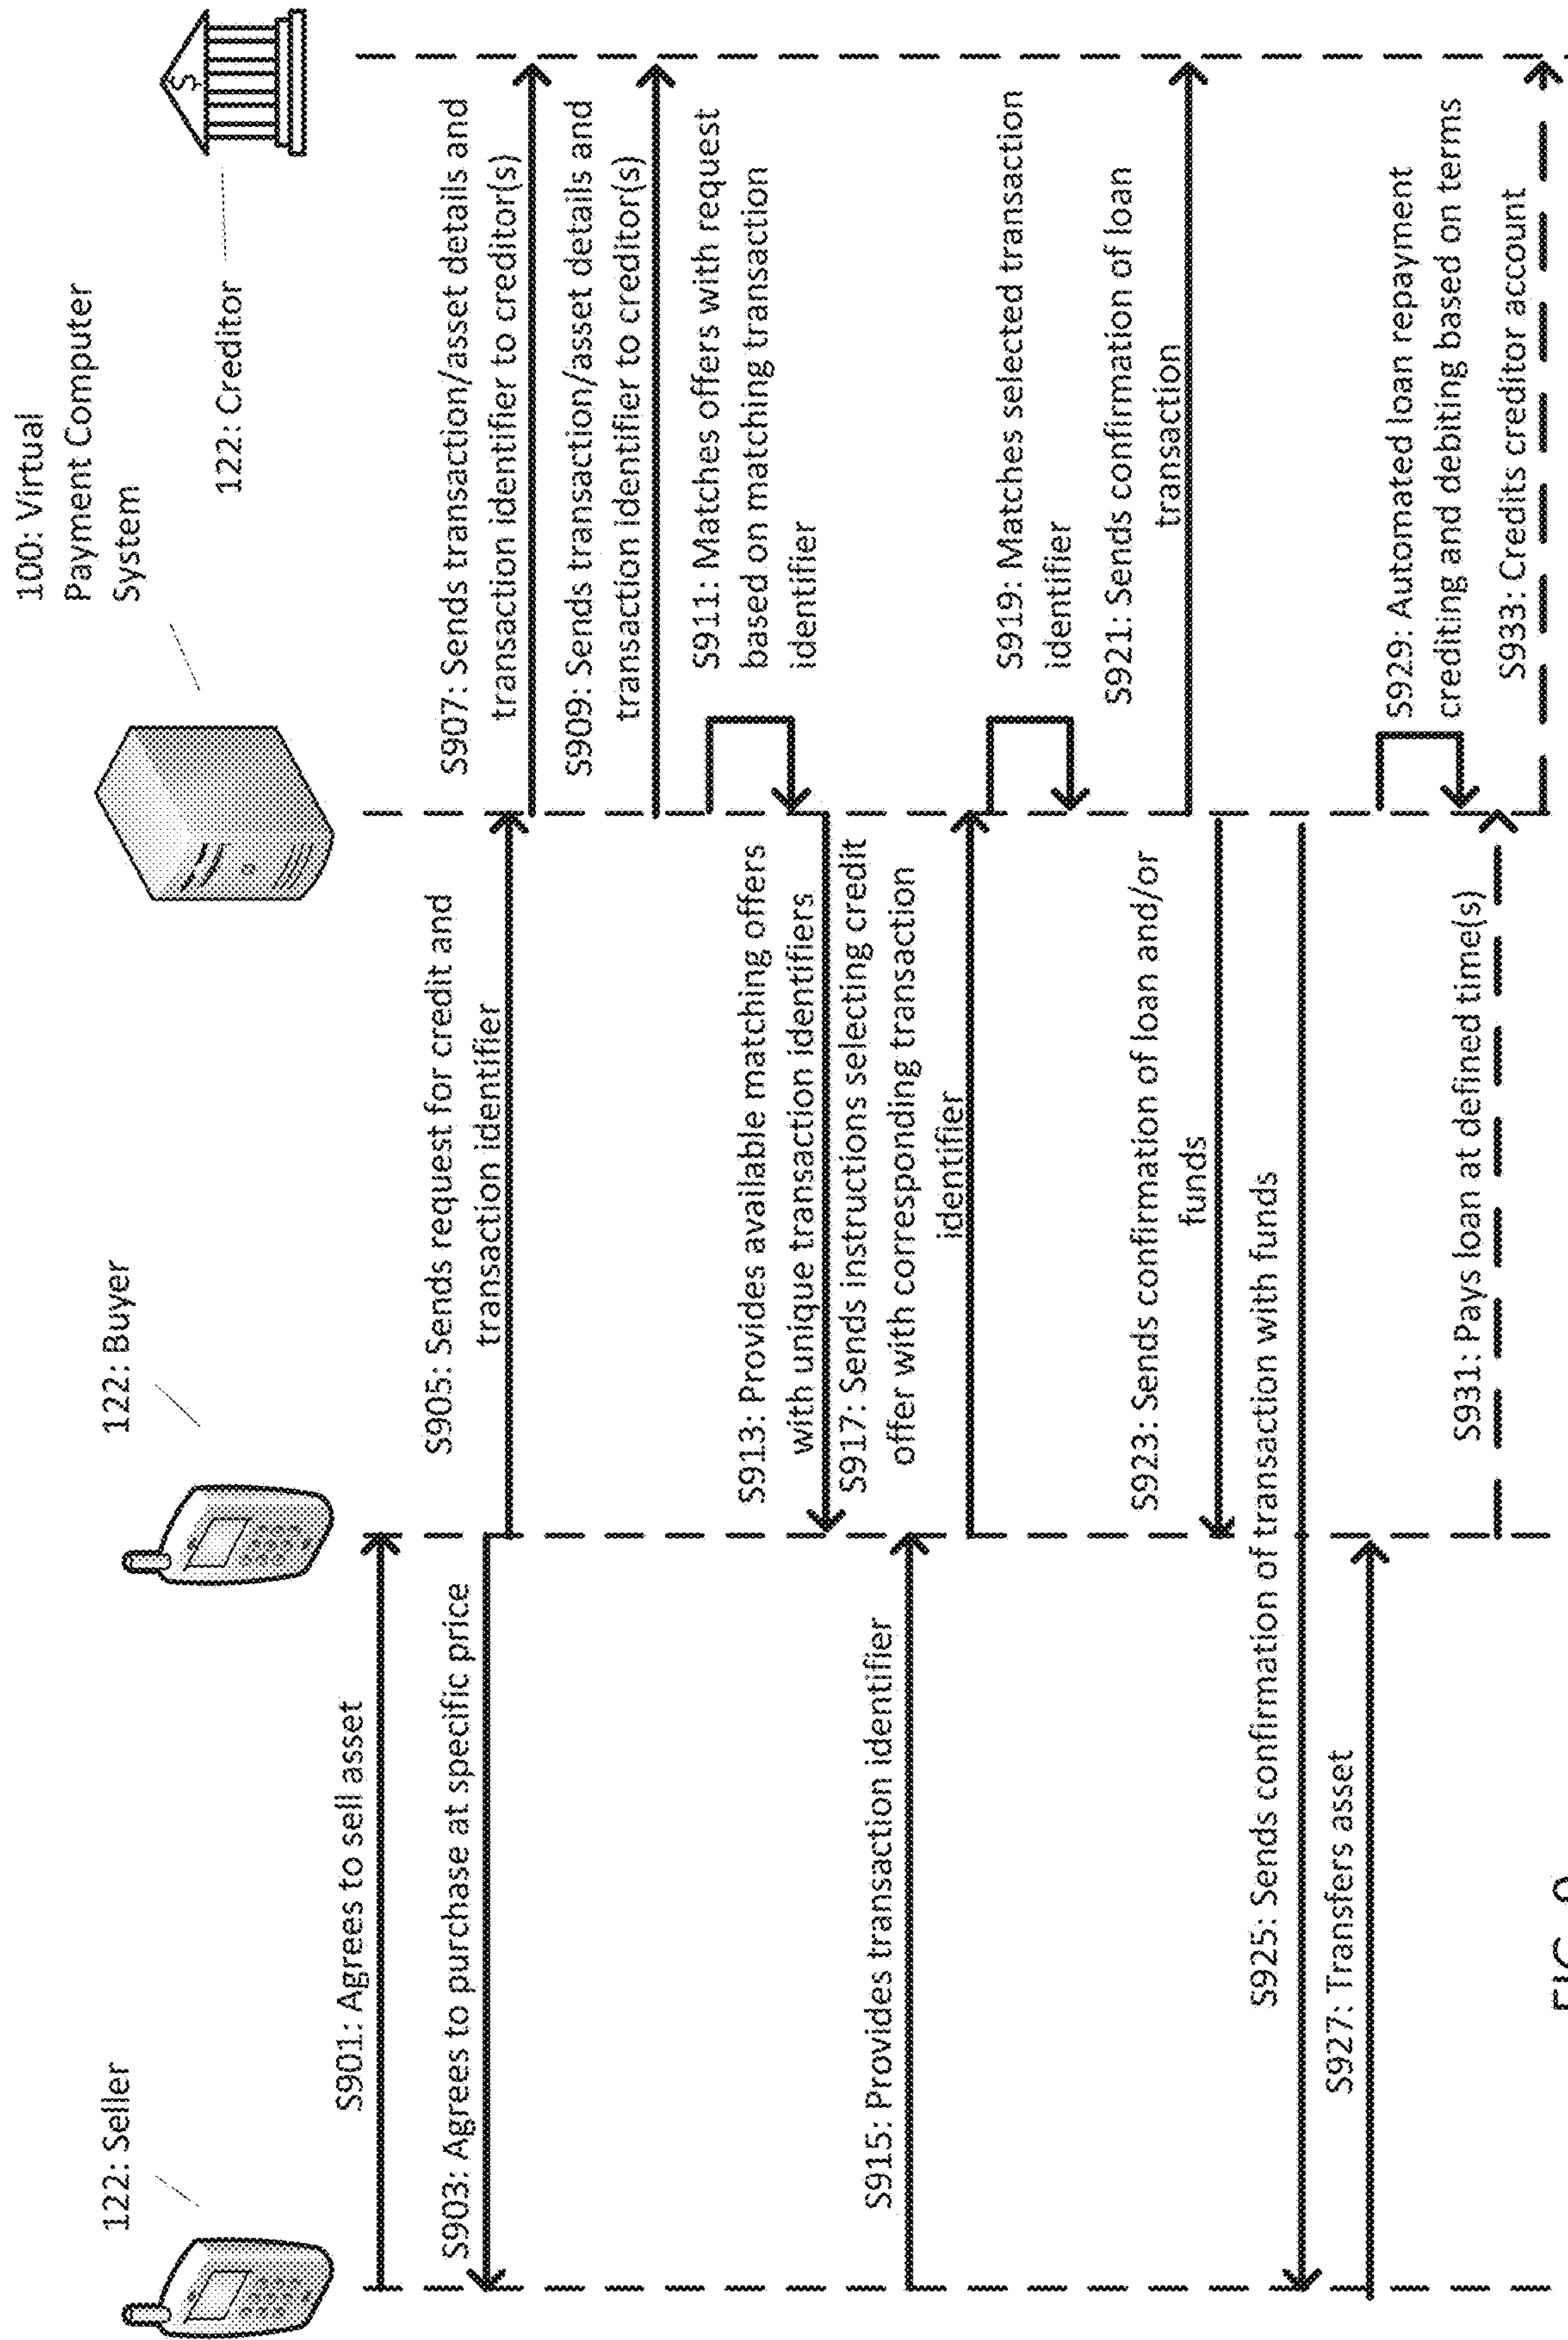 122: Seller
122: Buyer
100: Virtual
Payment Computer
System
122: Creditor
S901: Agrees to sell asset
S903: Agrees to purchase at specific price
S905: Sends request for credit and
transaction identifier
S907: Sends transaction/asset details and
transaction identifier to creditor(s)
S909: Sends transaction/asset details and
transaction identifier to creditor(s)
S911: Matches offers with request
based on matching transaction
identifier
S913: Provides available matching offers
with unique transaction identifiers
S915: Provides transaction identifier
S917: Sends instructions selecting credit
offer with corresponding transaction
identifier
S919: Matches selected transaction
identifier
S921: Sends confirmation of loan
transaction
S923: Sends confirmation of loan and/or
funds
S925: Sends confirmation of transaction with funds
S927: Transfers asset
S929: Automated loan repayment
crediting and debiting based on terms
S931: Pays loan at defined time(s)
S933: Credits creditor account
FIG.